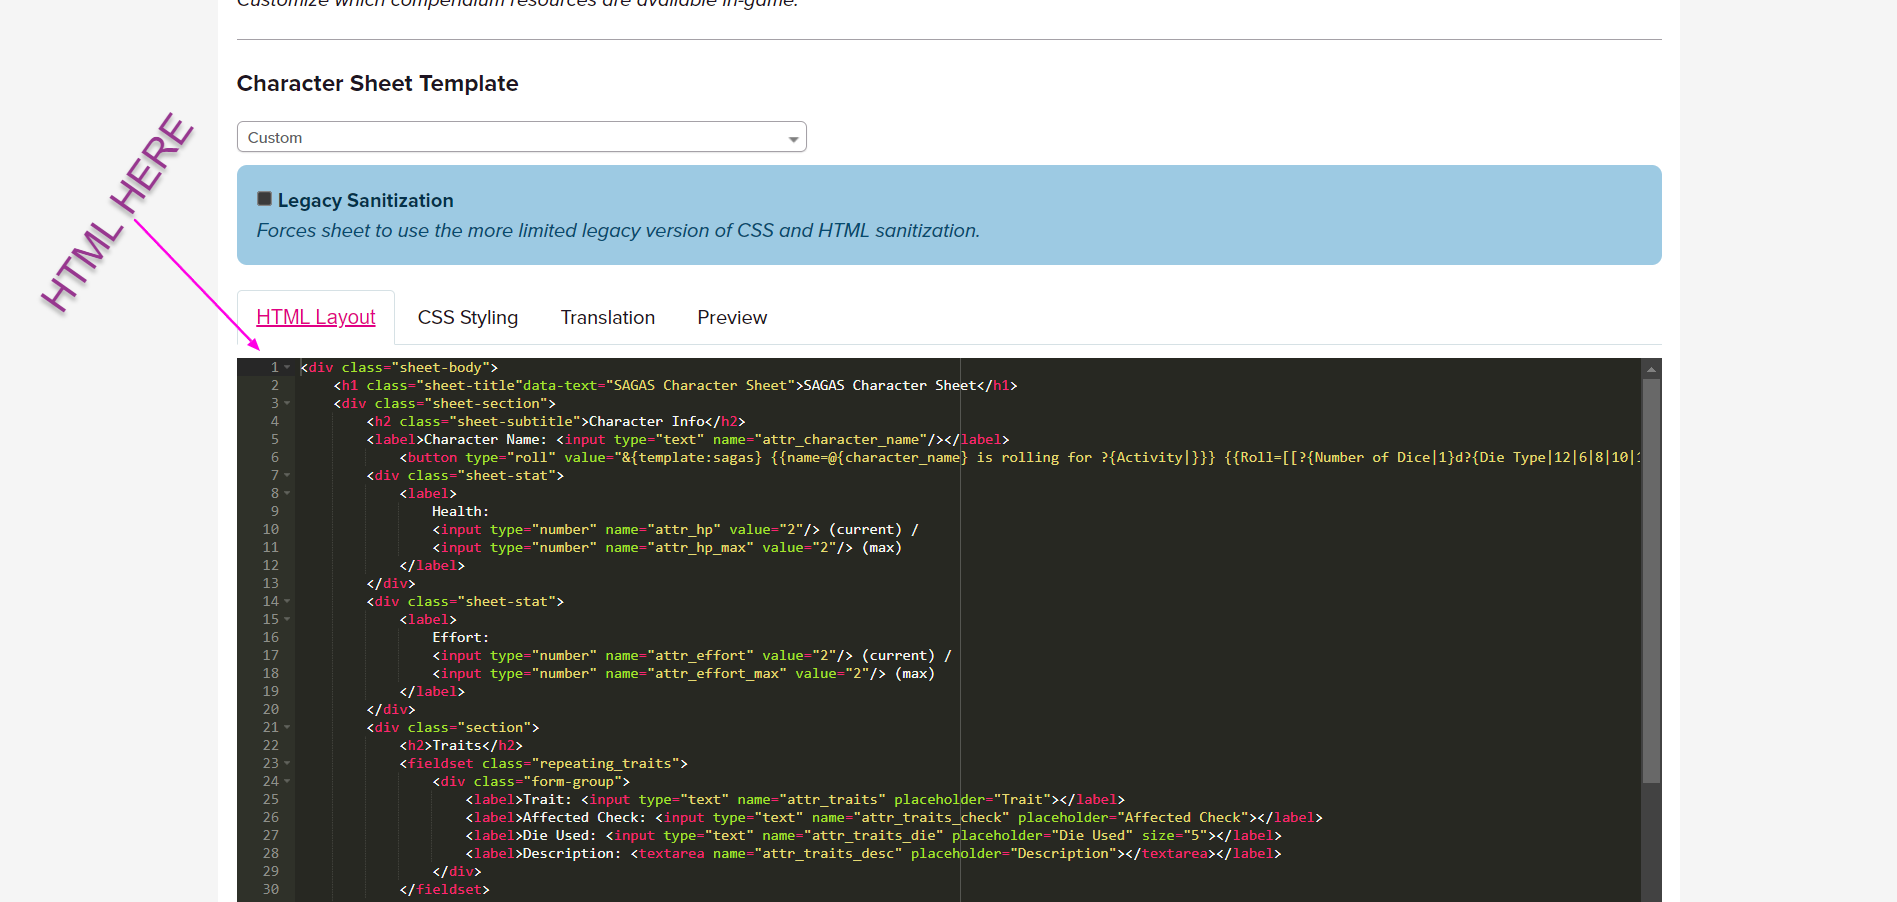 Customize which compendium resources are available in-game.
Character Sheet Template
Custom
HTML HERE
Legacy Sanitization
Forces sheet to use the more limited legacy version of CSS and HTML sanitization.
HTML Layout CSS Styling Translation Preview
1 <div class="sheet-body">
2 <h1 class="sheet-title"data-text="SAGAS Character Sheet">SAGAS Character Sheet</h1>
3 <div class="sheet-section">
4 <h2 class="sheet-subtitle">Character Info</h2>
5 <label>Character Name: <input type="text" name="attr_character_name"/></label>
6 <button type="roll" value="&{template:sagas} {{name=@{character_name} is rolling for ?{Activity|}}} {{Roll=[[?{Number of Dice|1}d?{Die Type|12|6|8|10|
7 <div class="sheet-stat">
8 <label>
9 Health:
10 <input type="number" name="attr_hp" value="2"/> (current) /
11 <input type="number" name="attr_hp_max" value="2"/> (max)
12 </label>
13 </div>
14 <div class="sheet-stat">
15 <label>
16 Effort:
17 <input type="number" name="attr_effort" value="2"/> (current) /
18 <input type="number" name="attr_effort_max" value="2"/> (max)
19 </label>
20 </div>
21 <div class="section">
22 <h2>Traits</h2>
23 <fieldset class="repeating_traits">
24 <div class="form-group">
25 <label>Trait: <input type="text" name="attr_traits" placeholder="Trait"></label>
26 <label>Affected Check: <input type="text" name="attr_traits_check" placeholder="Affected Check"></label>
27 <label>Die Used: <input type="text" name="attr_traits_die" placeholder="Die Used" size="5"></label>
28 <label>Description: <textarea name="attr_traits_desc" placeholder="Description"></textarea></label>
29 </div>
30 </fieldset>